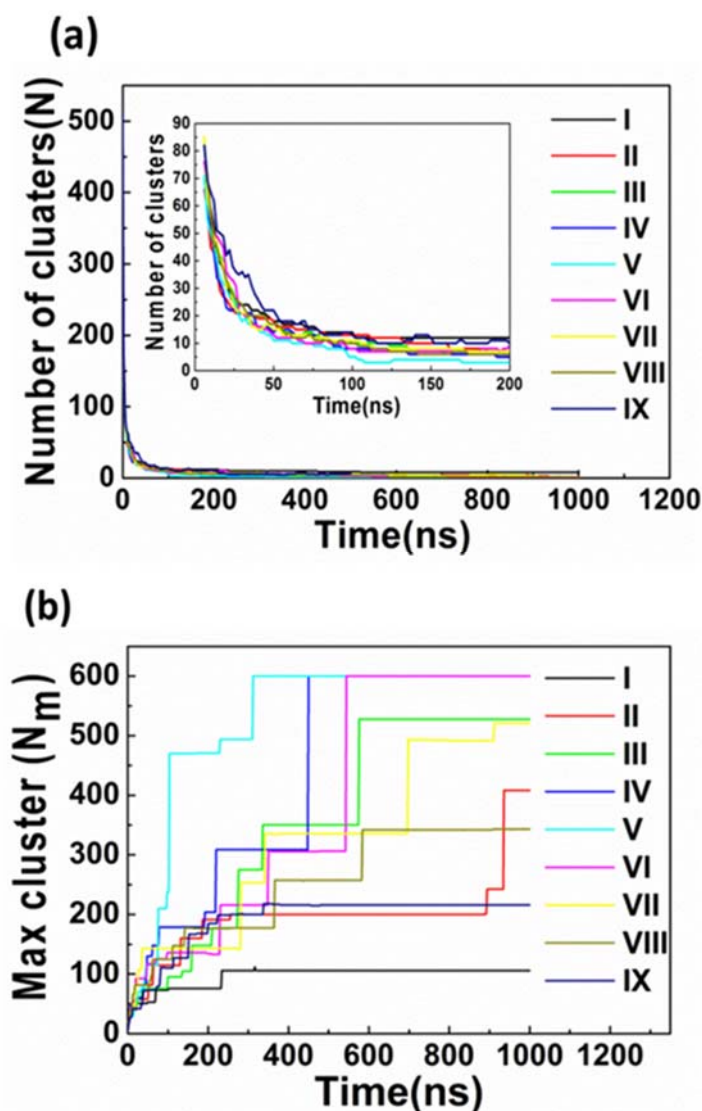 (a)
Number of cluaters(N)
500
400
300
200
100
0
0 200 400 600 800 1000 1200
Time(ns)
Number of clusters
90
80
70
60
50
40
30
20
10
0
0 50 100 150 200
Time(ns)
I
II
III
IV
V
VI
VII
VIII
IX
(b)
Max cluster (Nm)
600
500
400
300
200
100
0
0 200 400 600 800 1000 1200
Time(ns)
I
II
III
IV
V
VI
VII
VIII
IX